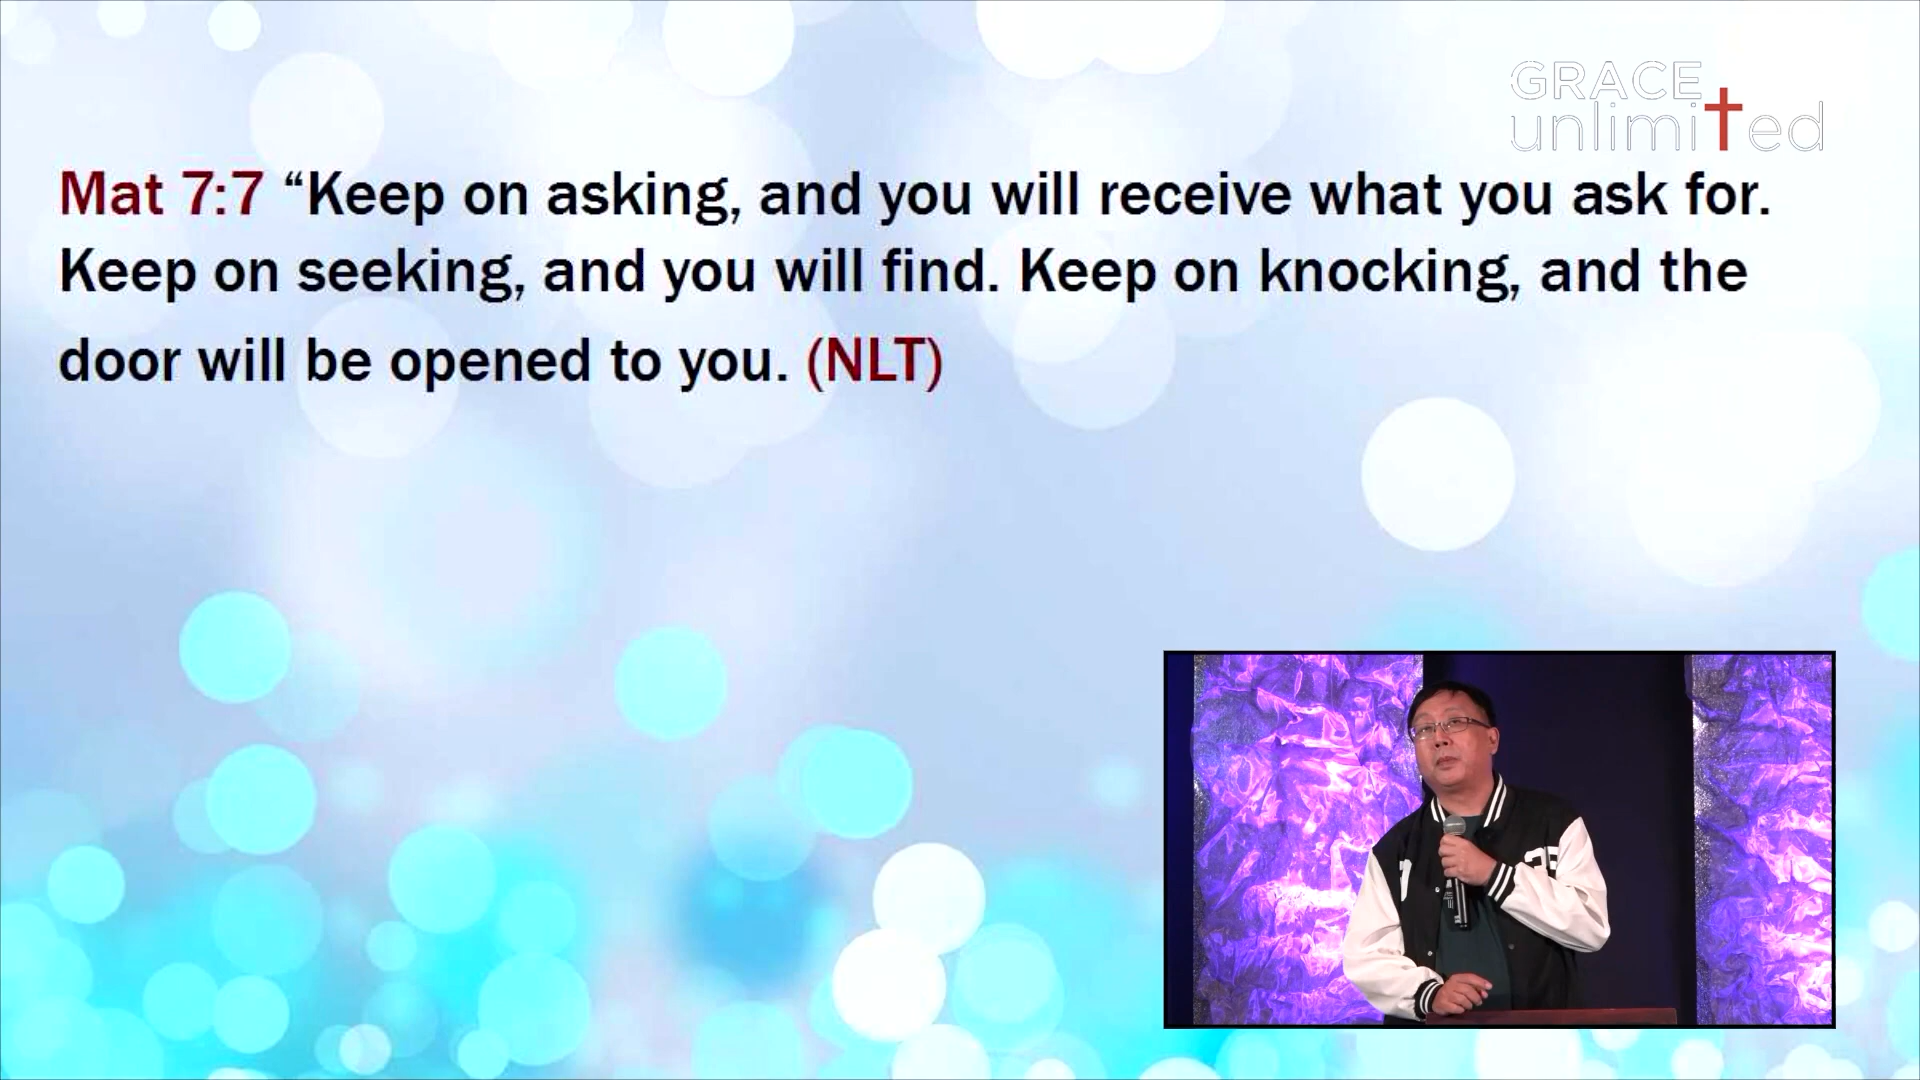 GRACE
unlimited
Mat 7:7 “Keep on asking, and you will receive what you ask for.
Keep on seeking, and you will find. Keep on knocking, and the
door will be opened to you. (NLT)